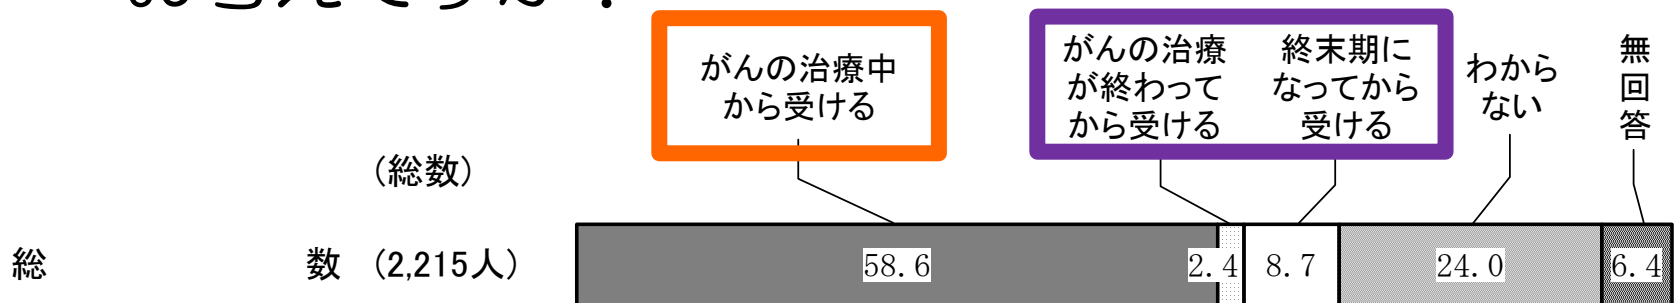 がんの治療中
から受ける
がんの治療
が終わって
から受ける
終末期に
なってから
受ける
わから
ない
無回答
(総数)
総 数 (2,215人)
58.6 2.4 8.7 24.0 6.4